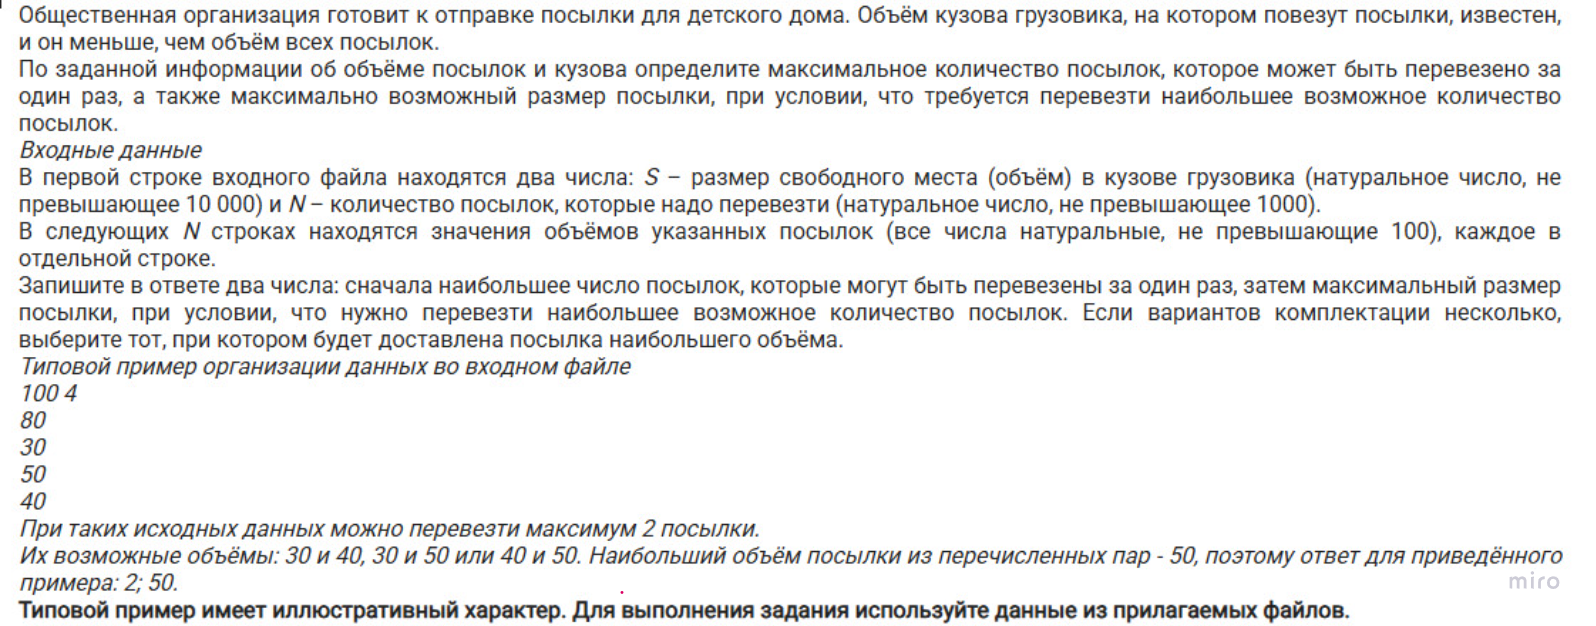 Общественная организация готовит к отправке посылки для детского дома. Объём кузова грузовика, на котором повезут посылки, известен,
и он меньше, чем объём всех посылок.
По заданной информации об объёме посылок и кузова определите максимальное количество посылок, которое может быть перевезено за
один раз, а также максимально возможный размер посылки, при условии, что требуется перевезти наибольшее возможное количество
посылок.
Входные данные
В первой строке входного файла находятся два числа: S – размер свободного места (объём) в кузове грузовика (натуральное число, не
превышающее 10 000) и N – количество посылок, которые надо перевезти (натуральное число, не превышающее 1000).
В следующих N строках находятся значения объёмов указанных посылок (все числа натуральные, не превышающие 100), каждое в
отдельной строке.
Запишите в ответе два числа: сначала наибольшее число посылок, которые могут быть перевезены за один раз, затем максимальный размер
посылки, при условии, что нужно перевезти наибольшее возможное количество посылок. Если вариантов комплектации несколько,
выберите тот, при котором будет доставлена посылка наибольшего объёма.
Типовой пример организации данных во входном файле
100 4
80
30
50
40
При таких исходных данных можно перевезти максимум 2 посылки.
Их возможные объёмы: 30 и 40, 30 и 50 или 40 и 50. Наибольший объём посылки из перечисленных пар - 50, поэтому ответ для приведённого
примера: 2; 50.
miro
Типовой пример имеет иллюстративный характер. Для выполнения задания используйте данные из прилагаемых файлов.